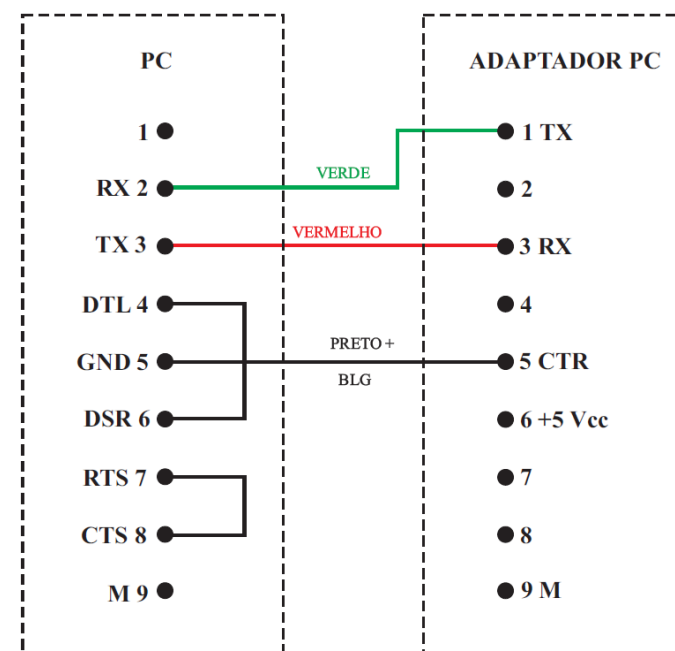 PC
ADAPTADOR PC
1
1 TX
VERDE
RX 2
2
VERMELHO
TX 3
3 RX
DTL 4
4
PRETO +
GND 5
5 CTR
BLG
DSR 6
6 +5 Vcc
RTS 7
7
CTS 8
8
M 9
9 M